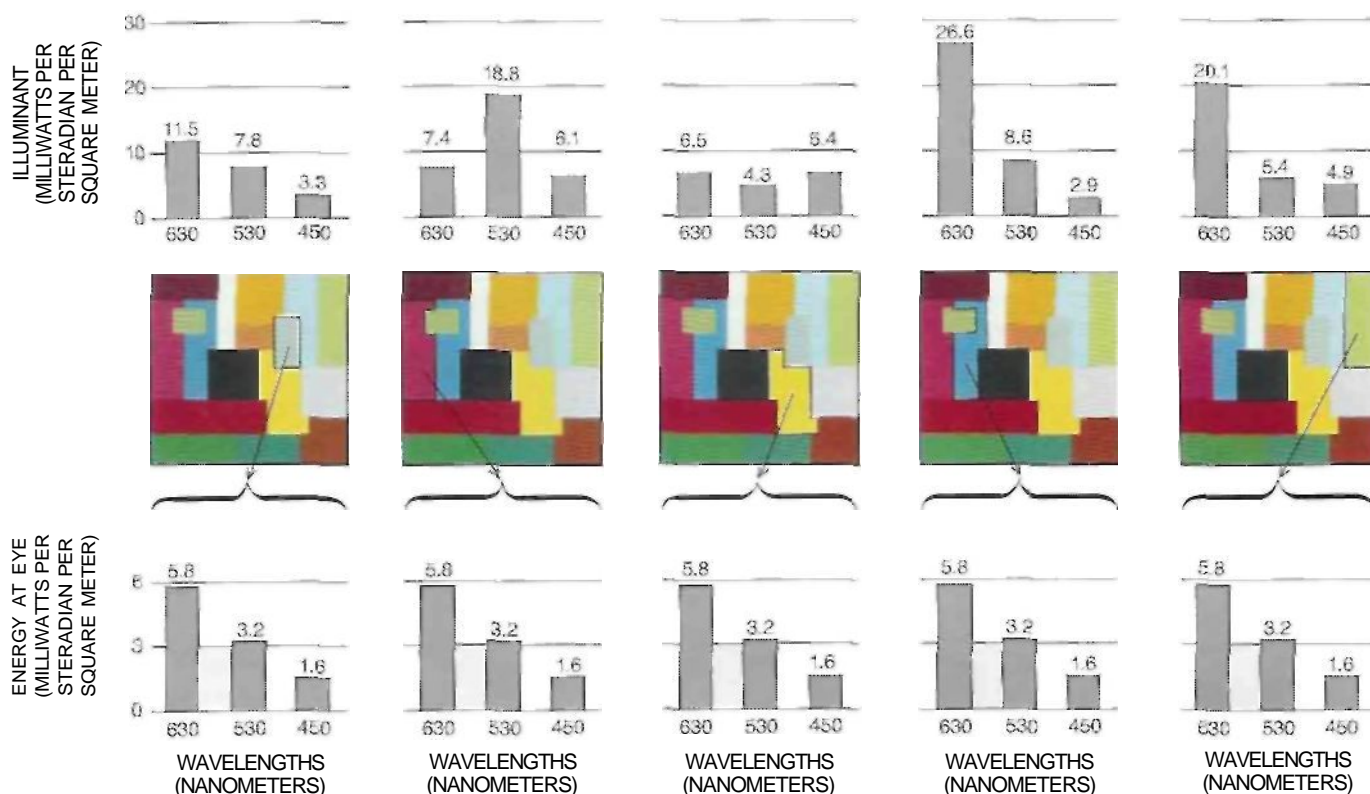 ILLUMINANT
(MILLIWATTS PER
STERADIAN PER
SQUARE METER)
30
20
10
0
11.5
7.8
3.3
630 530 450
7.4
18.8
6.1
630 530 450
6.5
4.3
6.4
630 530 450
26.6
8.6
2.9
630 530 450
20.1
5.4
4.9
630 530 450
ENERGY AT EYE
(MILLIWATTS PER
STERADIAN PER
SQUARE METER)
6
3
0
5.8
3.2
1.6
630 530 450
WAVELENGTHS
(NANOMETERS)
5.8
3.2
1.6
630 530 450
WAVELENGTHS
(NANOMETERS)
5.8
3.2
1.6
630 530 450
WAVELENGTHS
(NANOMETERS)
5.8
3.2
1.6
630 530 450
WAVELENGTHS
(NANOMETERS)
5.8
3.2
1.6
630 530 450
WAVELENGTHS
(NANOMETERS)